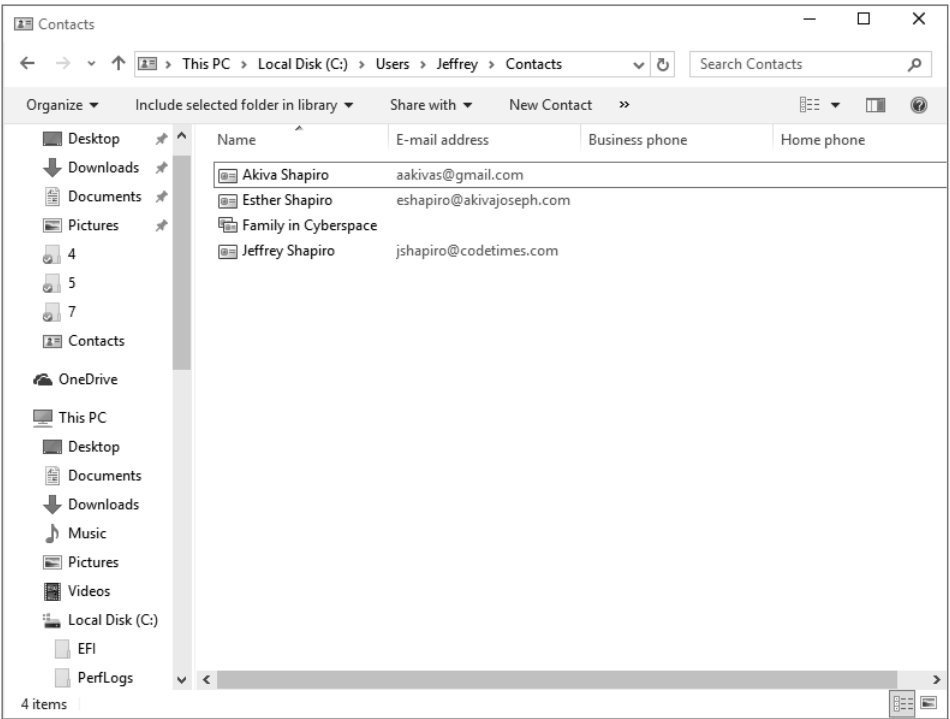 Contacts
This PC > Local Disk (C:) > Users > Jeffrey > Contacts
Search Contacts
Organize
Include selected folder in library
Share with
New Contact
»
Desktop
Downloads
Documents
Pictures
4
5
7
Contacts
OneDrive
This PC
Desktop
Documents
Downloads
Music
Pictures
Videos
Local Disk (C:)
EFI
PerfLogs
Name E-mail address Business phone Home phone
Akiva Shapiro aakivas@gmail.com
Esther Shapiro eshapiro@akivajoseph.com
Family in Cyberspace
Jeffrey Shapiro jshapiro@codetimes.com
4 items